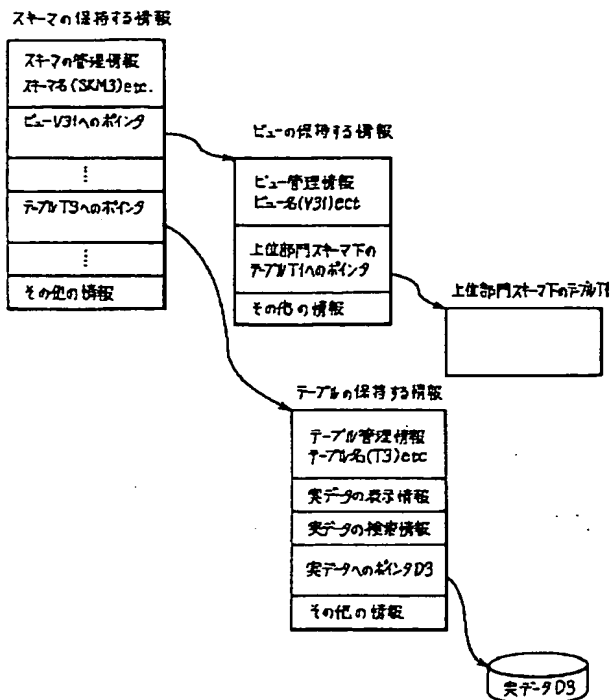 スキーマの保持する情報
スキーマの管理情報
スキーマ名(SKM3)etc.
ビューV31へのポインタ
⋮
テーブルT3へのポインタ
⋮
その他の情報
ビューの保持する情報
ビュー管理情報
ビュー名(V31)ect
上位部門スキーマ下の
テーブルT1へのポインタ
その他の情報
上位部門スキーマ下のテーブルT1
テーブルの保持する情報
テーブル管理情報
テーブル名(T3)etc
実データの表示情報
実データの検索情報
実データへのポインタD3
その他の情報
実データD3